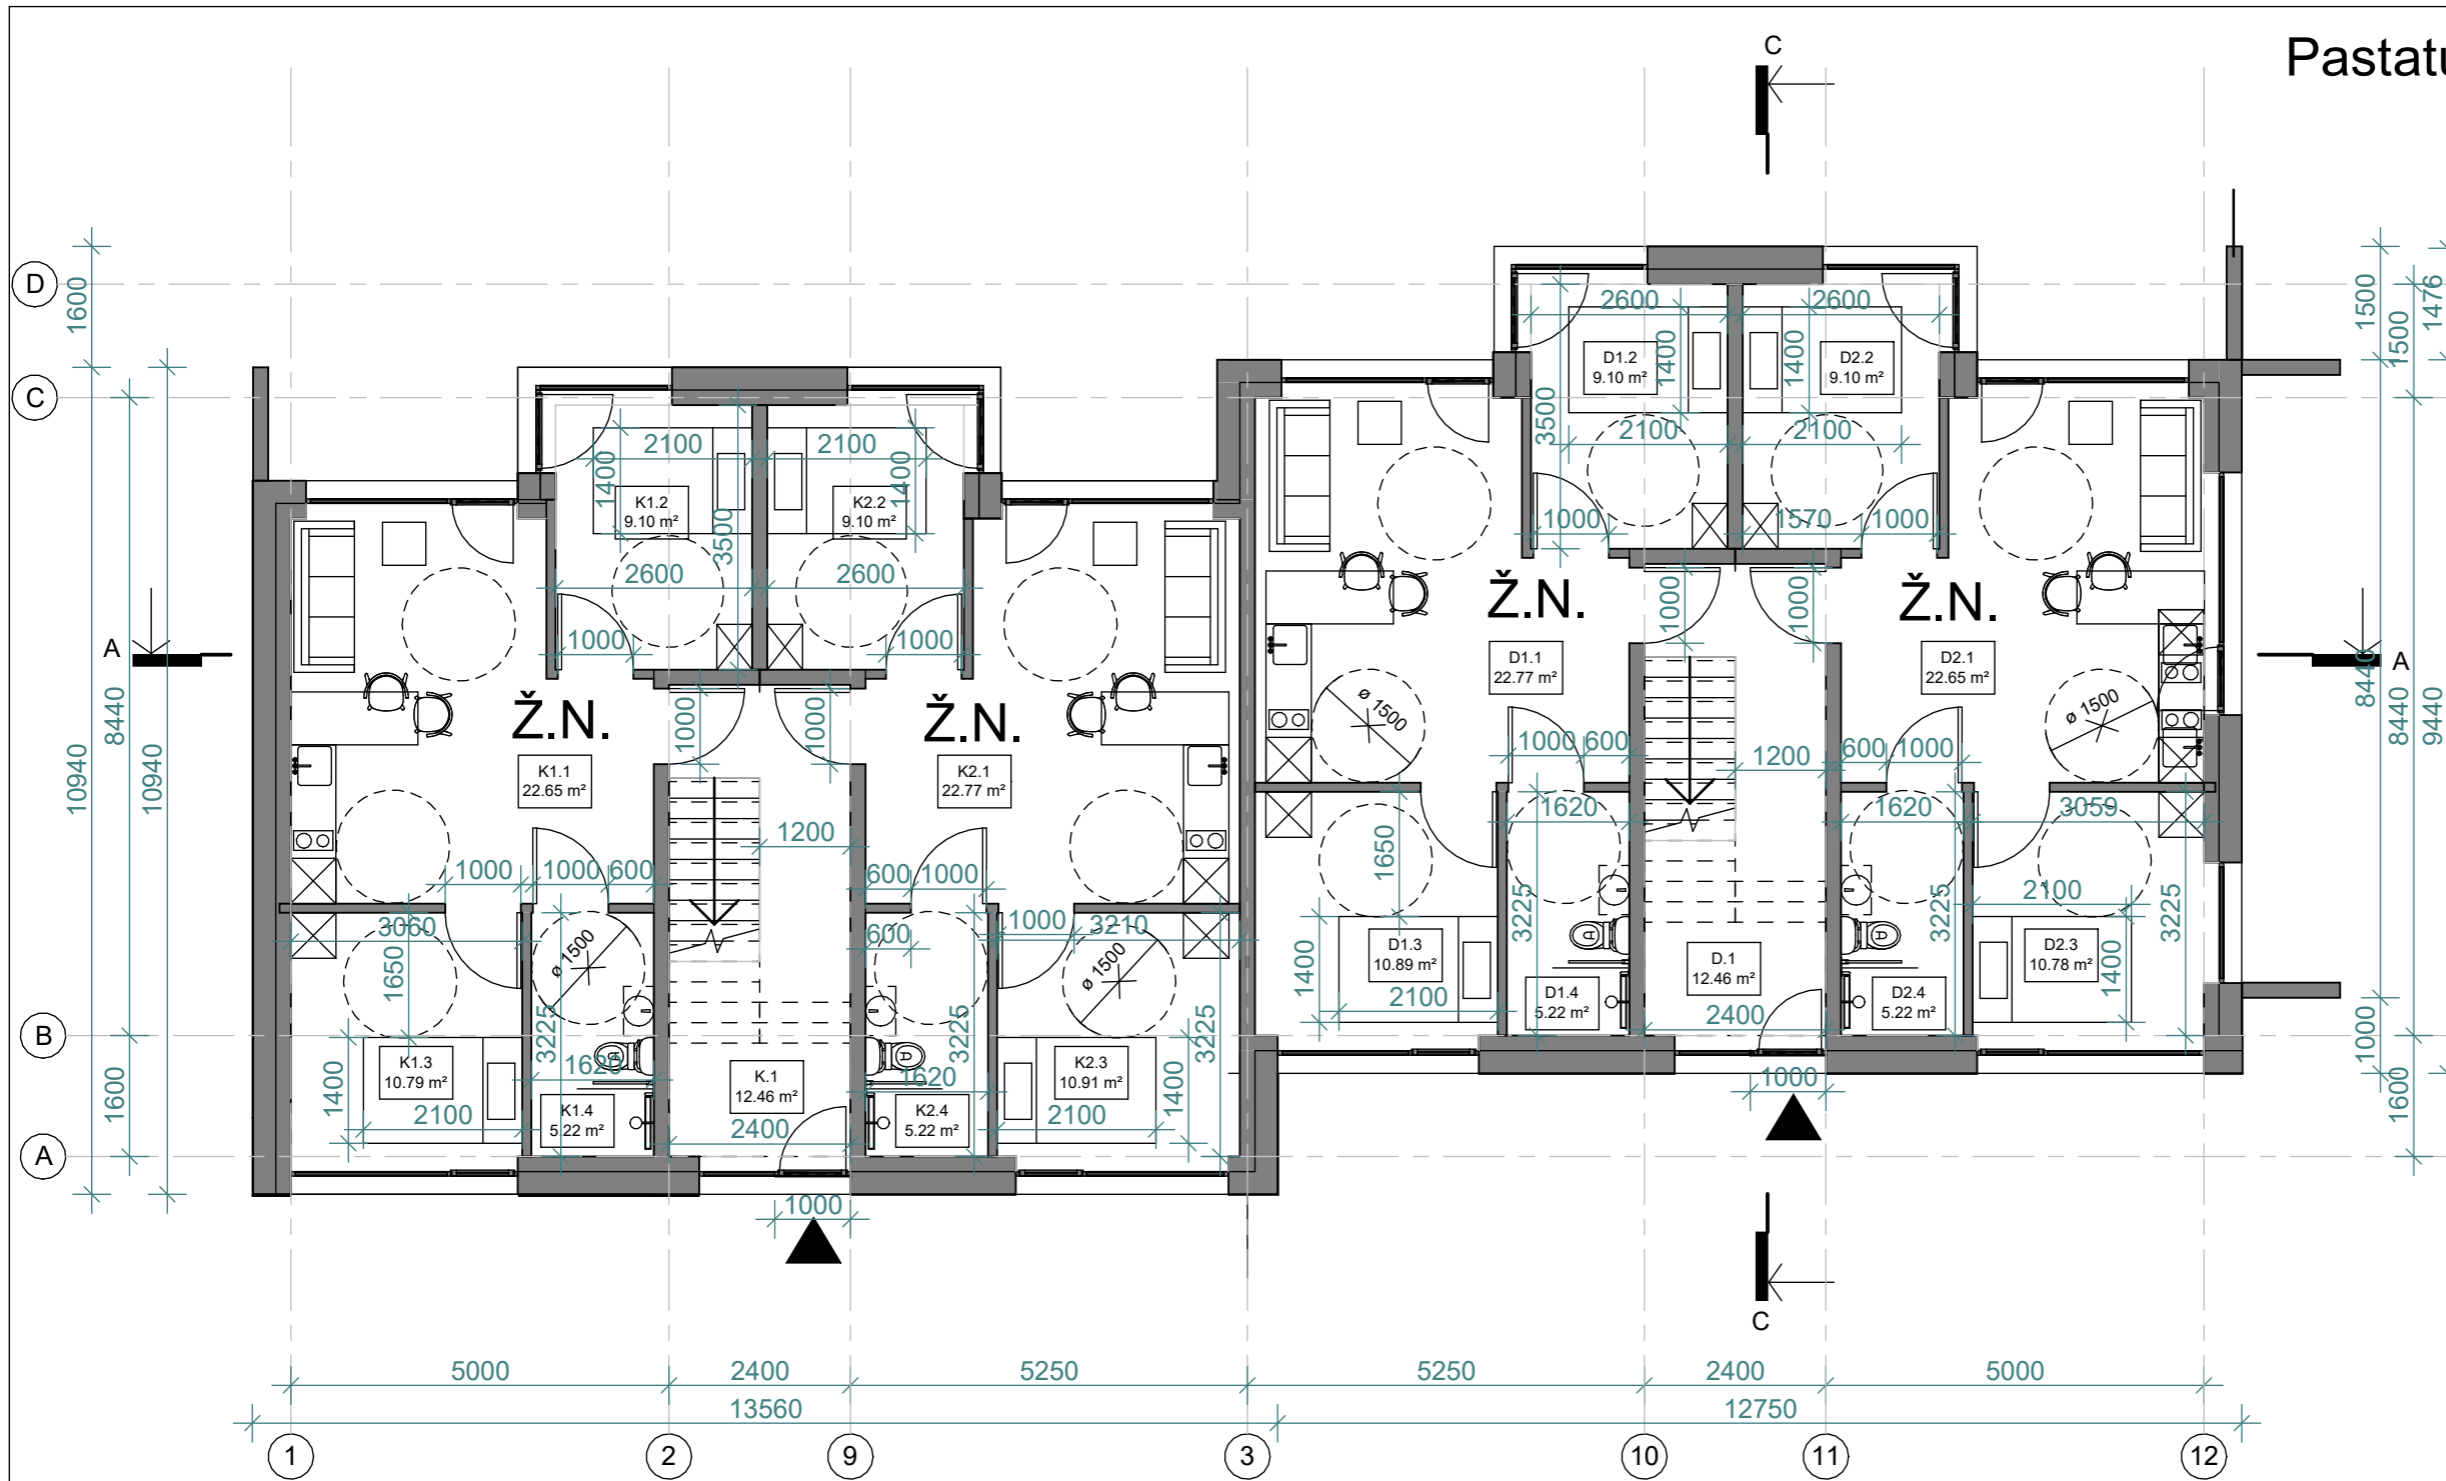 Pastatu
C
D
1600
1500
1476
1500
2600
2600
1400
1400
D1.2
9.10 m²
D2.2
9.10 m²
C
3500
2100
2100
2100
2100
1400
1400
K1.2
9.10 m²
K2.2
9.10 m²
3500
1000
1570
1000
2600
2600
1000
1000
1000
1000
Ž.N.
Ž.N.
A
A
D1.1
22.77 m²
D2.1
22.65 m²
10940
8440
10940
8440
8440
9440
Ž.N.
Ž.N.
1000
1000
ø 1500
ø 1500
1000
600
1200
600
1000
K1.1
22.65 m²
K2.1
22.77 m²
1620
1620
3059
1200
1000
1000
600
600
1000
1650
2100
3225
3225
3225
3060
1000
3210
600
1650
ø 1500
ø 1500
D1.3
10.89 m²
D.1
12.46 m²
D2.3
10.78 m²
1400
1400
2100
D1.4
5.22 m²
D2.4
5.22 m²
2400
B
3225
3225
3225
1000
1600
1600
1400
K1.3
10.79 m²
1620
K.1
12.46 m²
1620
K2.3
10.91 m²
1400
1000
2100
K1.4
5.22 m²
K2.4
5.22 m²
2100
2400
A
1000
C
5000
2400
5250
5250
2400
5000
13560
12750
1
2
9
3
10
11
12